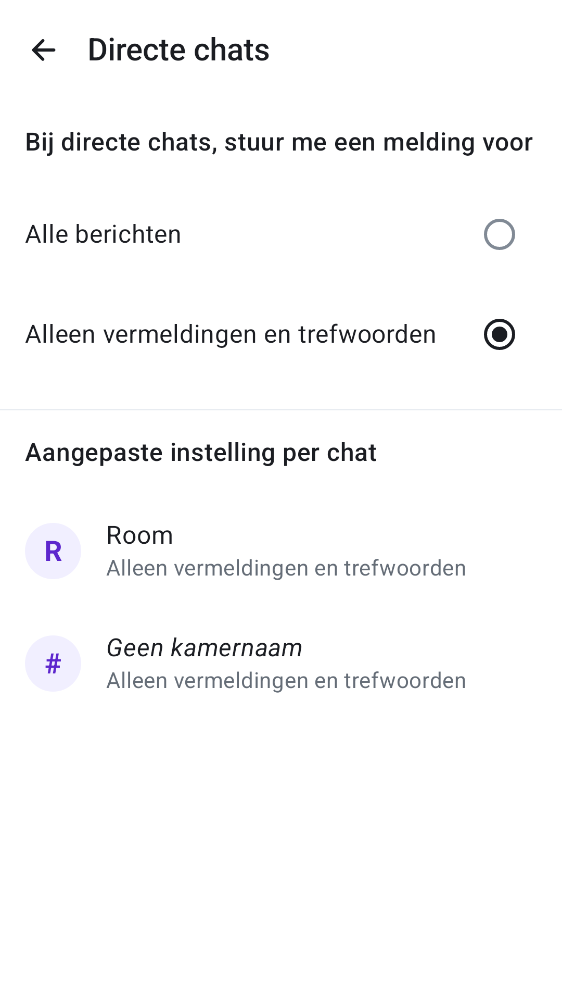 Directe chats
Bij directe chats, stuur me een melding voor
Alle berichten
Alleen vermeldingen en trefwoorden
Aangepaste instelling per chat
R
Room
Alleen vermeldingen en trefwoorden
#
Geen kamernaam
Alleen vermeldingen en trefwoorden